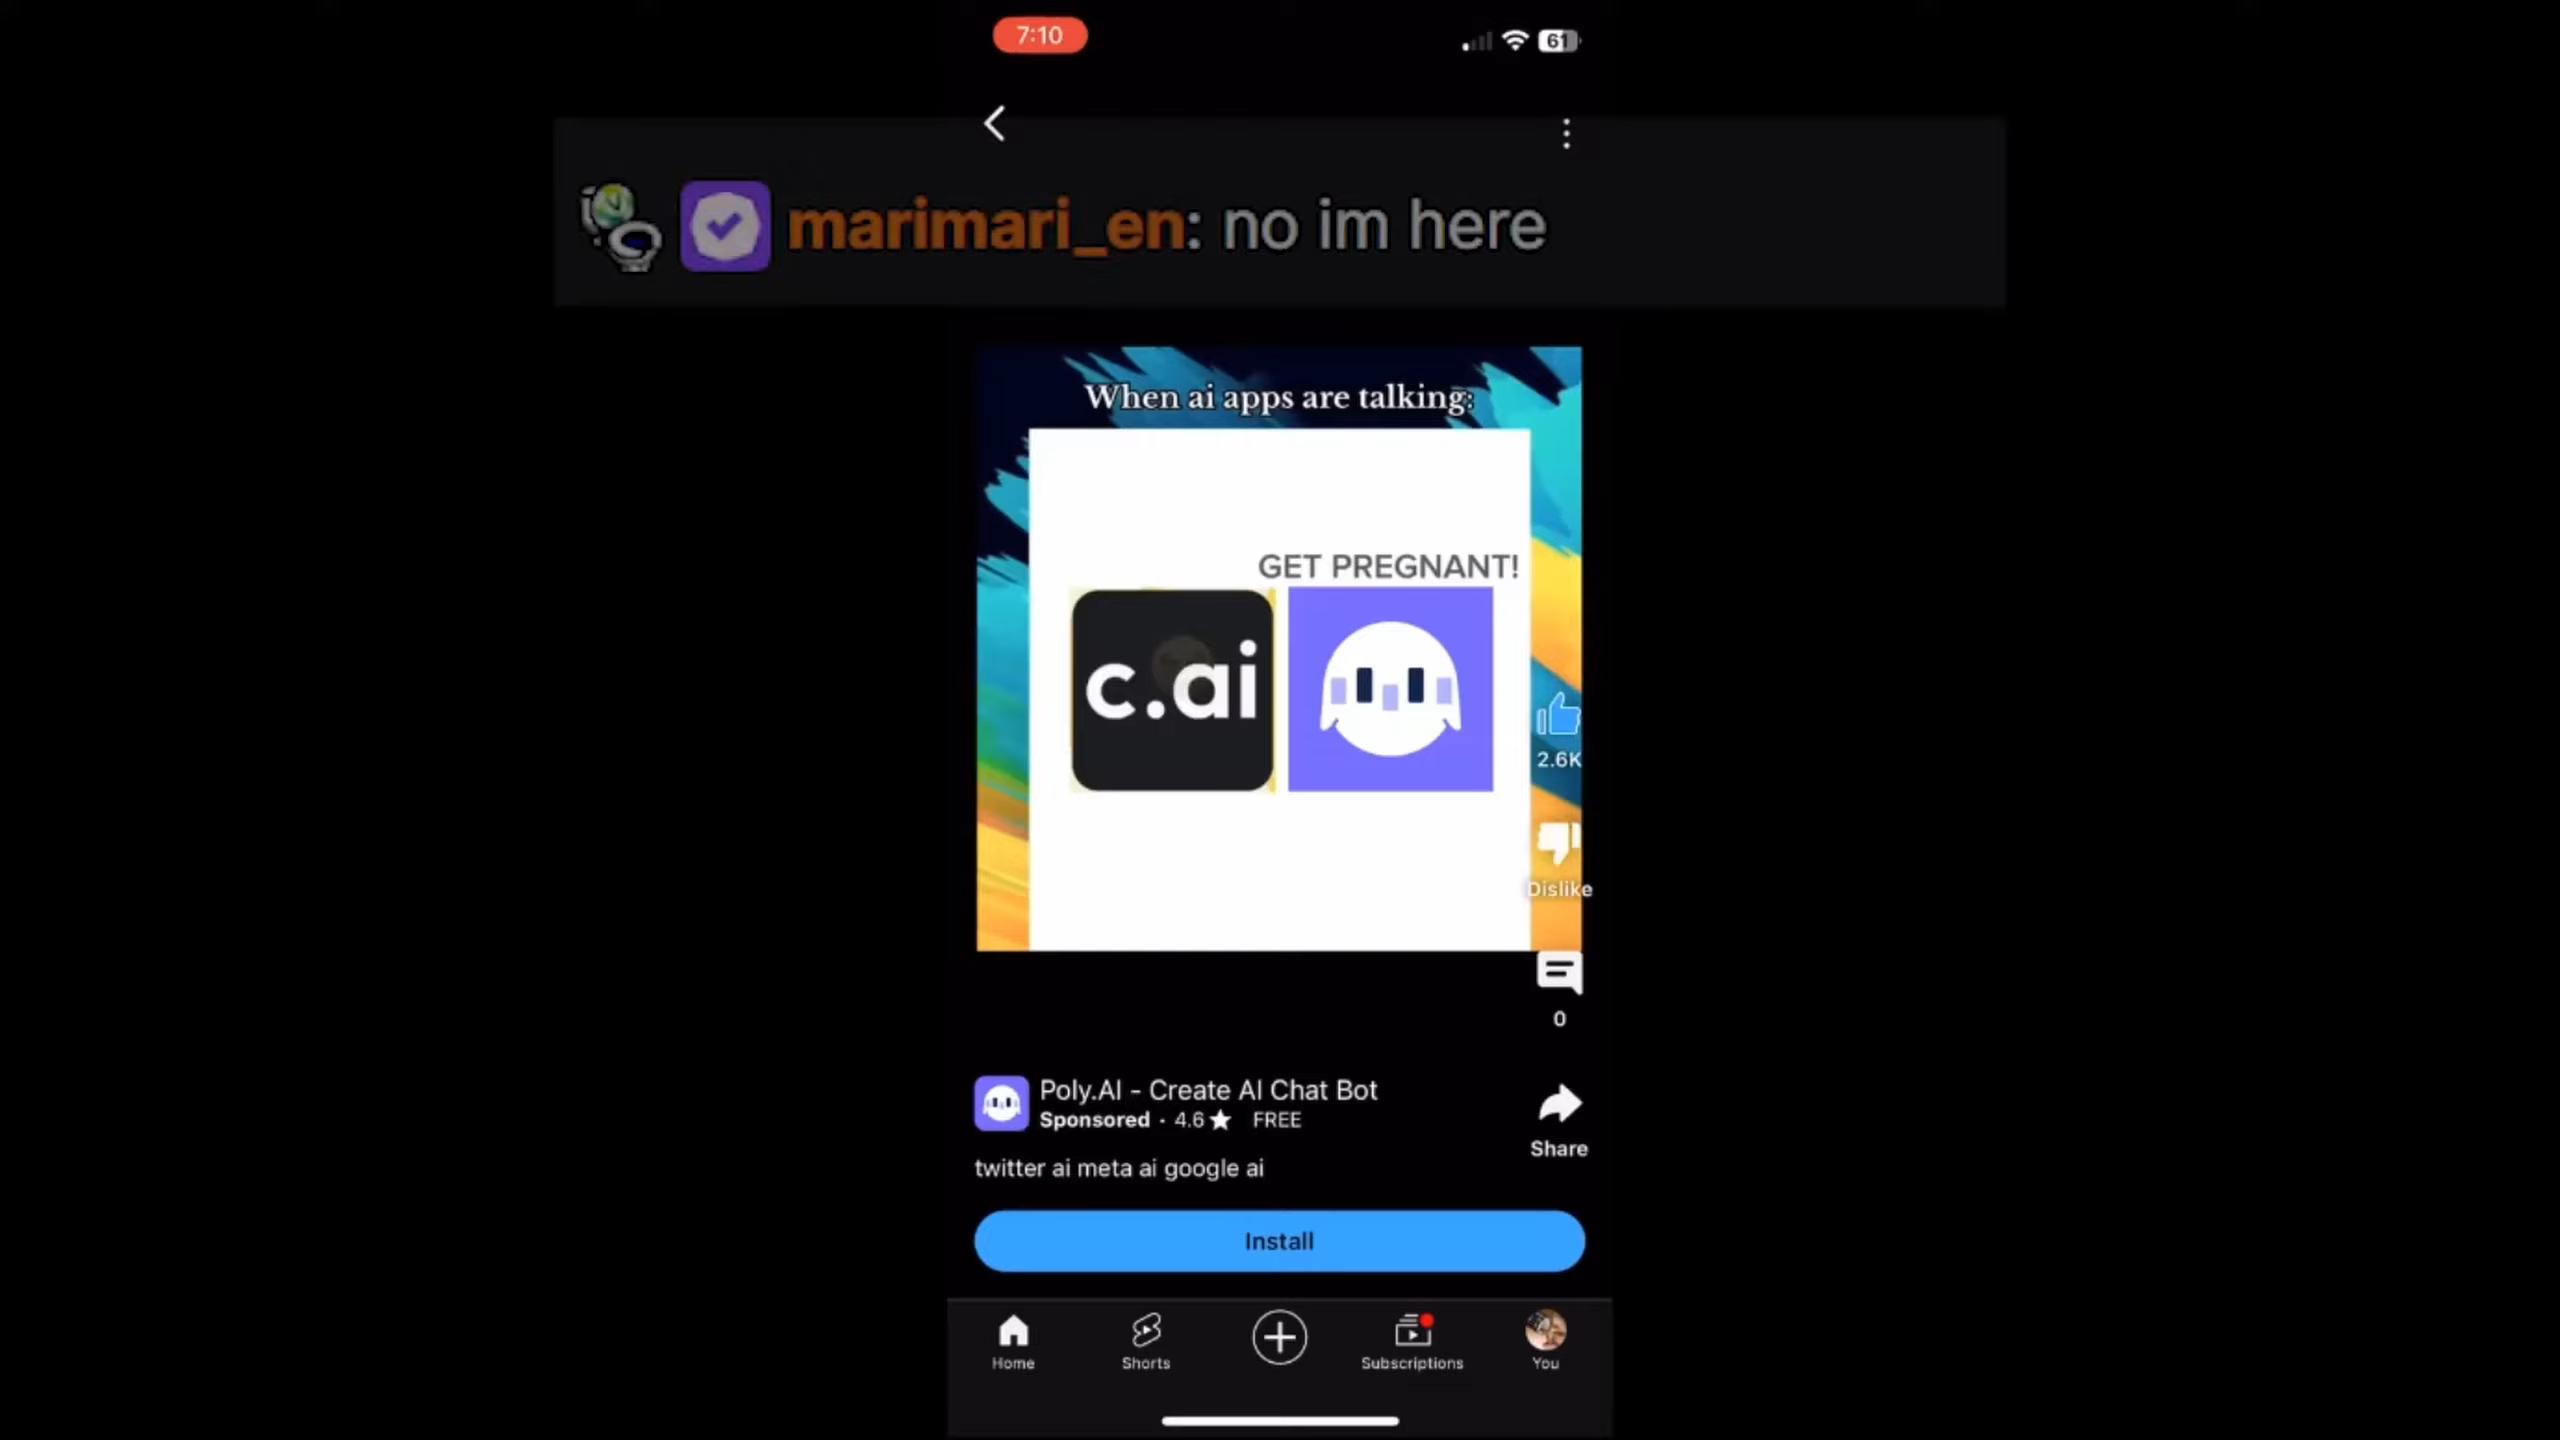 7:10
61
marimari_en: no im here
When ai apps are talking:
GET PREGNANT!
c.ai
2.6K
Dislike
0
Poly.AI - Create AI Chat Bot
Sponsored · 4.6★ FREE
Share
twitter ai meta ai google ai
Install
Home
Shorts
Subscriptions
You